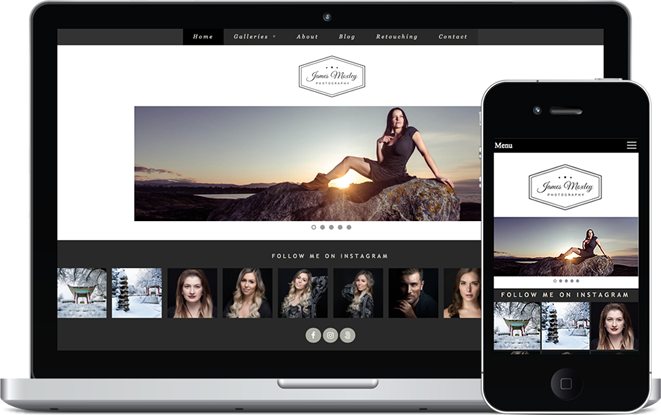 Home Galleries About Blog Retouching Contact
James Moxley
PHOTOGRAPHY
FOLLOW ME ON INSTAGRAM
Menu
James Moxley
PHOTOGRAPHY
FOLLOW ME ON INSTAGRAM